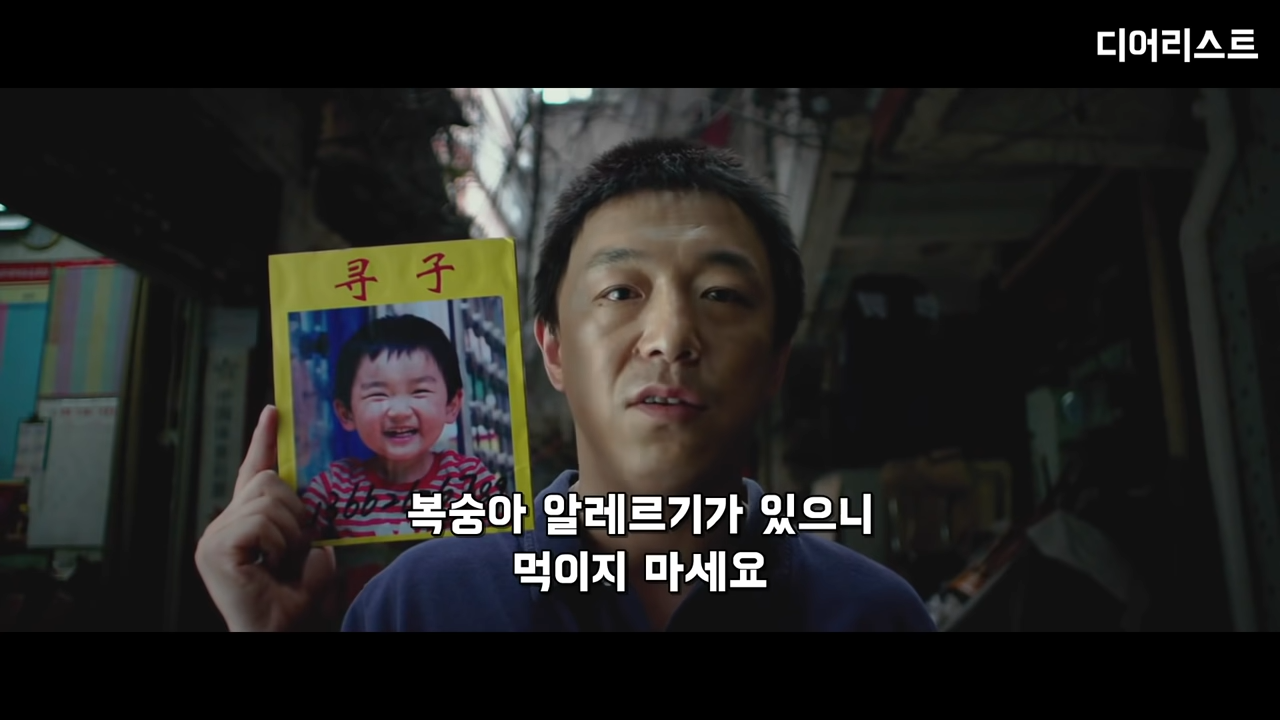 디어리스트
寻子
복숭아 알레르기가 있으니
먹이지 마세요